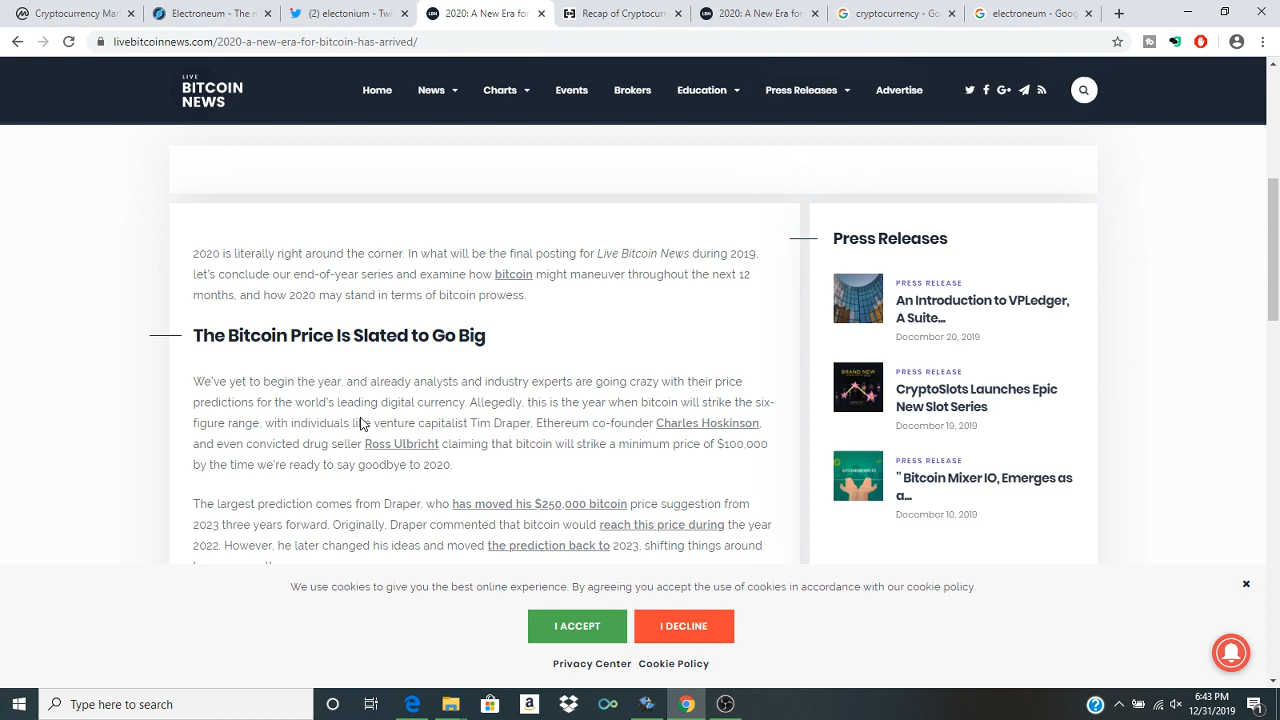 Cryptocurrency Mark
Electroneum - The m
(2) electonium - Twi
2020: A New Era for
Recap of Cryptocurr
2020: A New Era for
cyptocurrency - Go
electroneum - Goog
livebitcoinnews.com/2020-a-new-era-for-bitcoin-has-arrived/
LIVE
BITCOIN
NEWS
Home
News
Charts
Events
Brokers
Education
Press Releases
Advertise
2020 is literally right around the corner. In what will be the final posting for Live Bitcoin News during 2019,
let's conclude our end-of-year series and examine how bitcoin might maneuver throughout the next 12
months, and how 2020 may stand in terms of bitcoin prowess.
The Bitcoin Price Is Slated to Go Big
We've yet to begin the year, and already analysts and industry experts are going crazy with their price
predictions for the world's leading digital currency. Allegedly, this is the year when bitcoin will strike the six-
figure range, with individuals like venture capitalist Tim Draper, Ethereum co-founder Charles Hoskinson,
and even convicted drug seller Ross Ulbricht claiming that bitcoin will strike a minimum price of $100,000
by the time we're ready to say goodbye to 2020.
The largest prediction comes from Draper, who has moved his $250,000 bitcoin price suggestion from
2023 three years forward. Originally, Draper commented that bitcoin would reach this price during the year
2022. However, he later changed his ideas and moved the prediction back to 2023, shifting things around
Press Releases
PRESS RELEASE
An Introduction to VPLedger,
A Suite...
December 20, 2019
PRESS RELEASE
CryptoSlots Launches Epic
New Slot Series
December 19, 2019
PRESS RELEASE
" Bitcoin Mixer IO, Emerges as
a...
December 10, 2019
We use cookies to give you the best online experience. By agreeing you accept the use of cookies in accordance with our cookie policy.
I ACCEPT
I DECLINE
Privacy Center
Cookie Policy
Type here to search
6:43 PM
12/31/2019